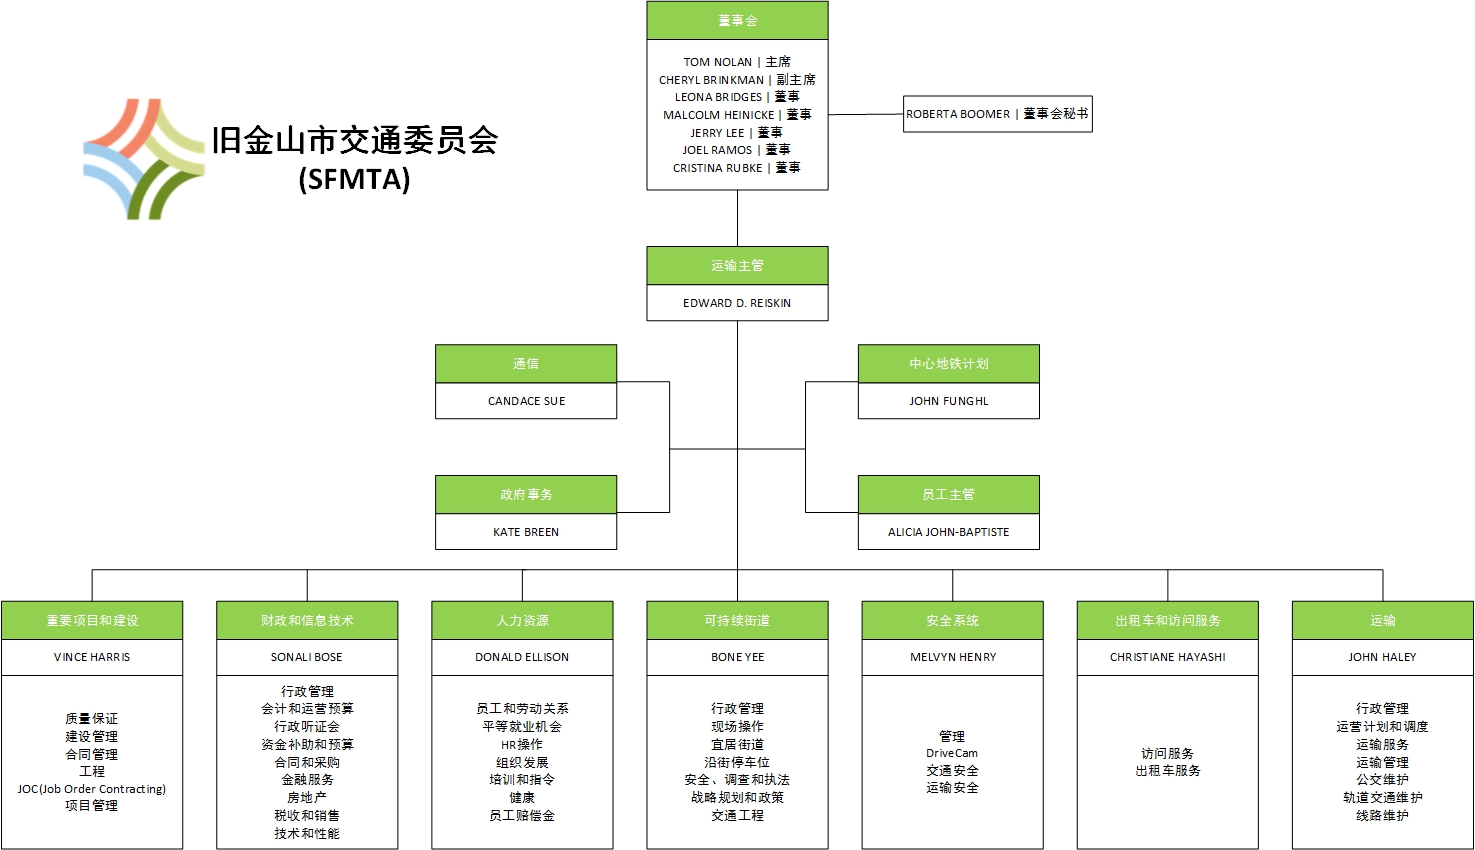 董事会
TOM NOLAN | 主席
CHERYL BRINKMAN | 副主席
LEONA BRIDGES | 董事
MALCOLM HEINICKE | 董事
JERRY LEE | 董事
JOEL RAMOS | 董事
CRISTINA RUBKE | 董事
ROBERTA BOOMER | 董事会秘书
旧金山市交通委员会
(SFMTA)
运输主管
EDWARD D. REISKIN
通信
CANDACE SUE
中心地铁计划
JOHN FUNGHL
政府事务
KATE BREEN
员工主管
ALICIA JOHN-BAPTISTE
重要项目和建设
VINCE HARRIS
质量保证
建设管理
合同管理
工程
JOC(Job Order Contracting)
项目管理
财政和信息技术
SONALI BOSE
行政管理
会计和运营预算
行政听证会
资金补助和预算
合同和采购
金融服务
房地产
税收和销售
技术和性能
人力资源
DONALD ELLISON
员工和劳动关系
平等就业机会
HR操作
组织发展
培训和指令
健康
员工赔偿金
可持续街道
BONE YEE
行政管理
现场操作
宜居街道
沿街停车位
安全、调查和执法
战略规划和政策
交通工程
安全系统
MELVYN HENRY
管理
DriveCam
交通安全
运输安全
出租车和访问服务
CHRISTIANE HAYASHI
访问服务
出租车服务
运输
JOHN HALEY
行政管理
运营计划和调度
运输服务
运输管理
公交维护
轨道交通维护
线路维护